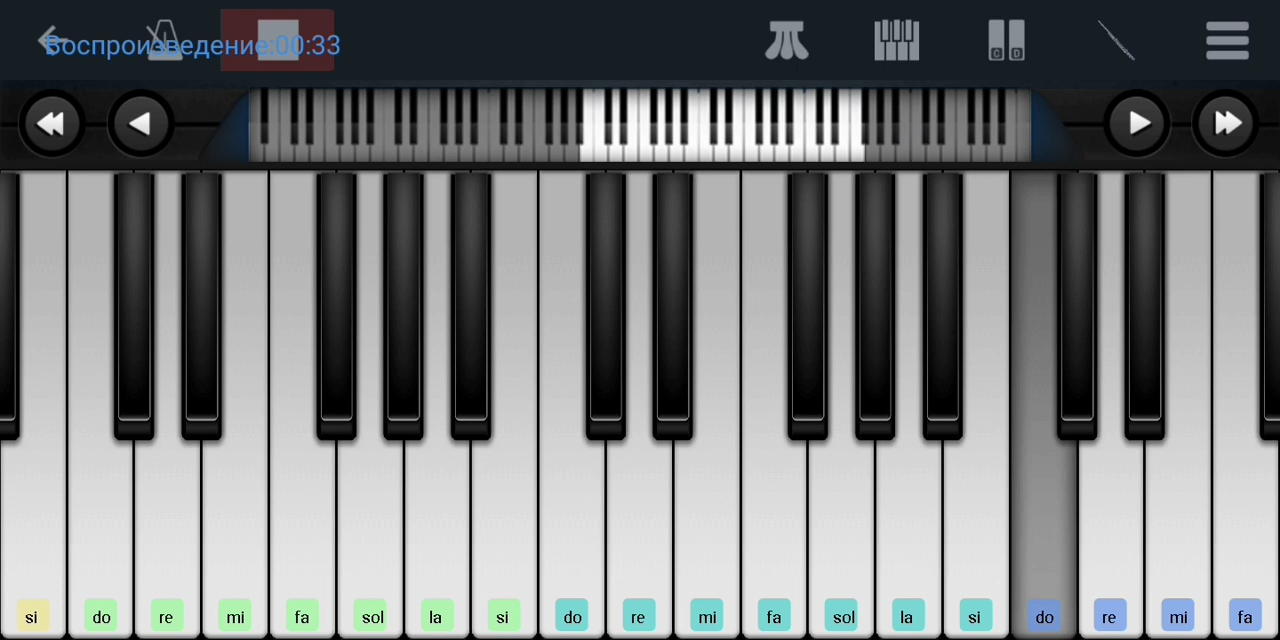 Воспроизведение:00:33
C D
si do re mi fa sol la si do re mi fa sol la si do re mi fa